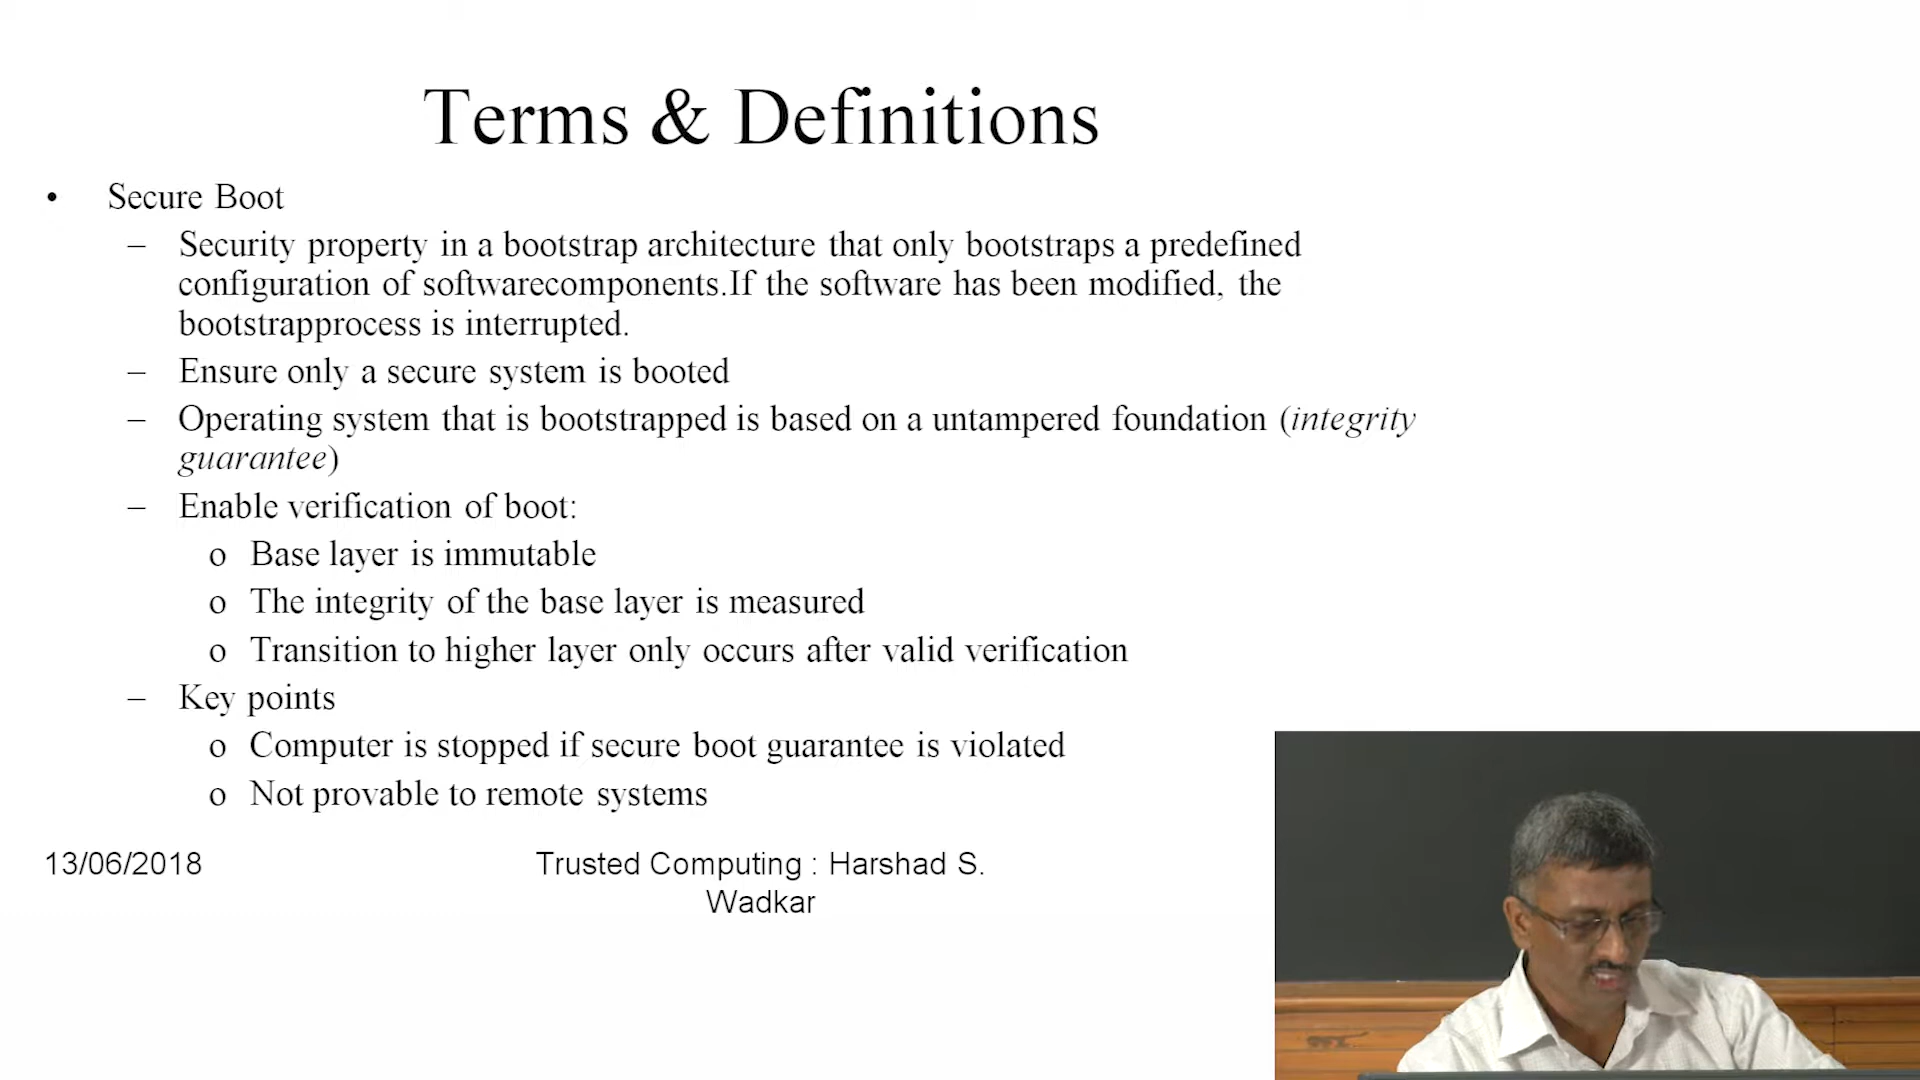 Terms & Definitions
• Secure Boot
– Security property in a bootstrap architecture that only bootstraps a predefined
configuration of softwarecomponents.If the software has been modified, the
bootstrapprocess is interrupted.
– Ensure only a secure system is booted
– Operating system that is bootstrapped is based on a untampered foundation (integrity
guarantee)
– Enable verification of boot:
o Base layer is immutable
o The integrity of the base layer is measured
o Transition to higher layer only occurs after valid verification
– Key points
o Computer is stopped if secure boot guarantee is violated
o Not provable to remote systems
13/06/2018
Trusted Computing : Harshad S.
Wadkar